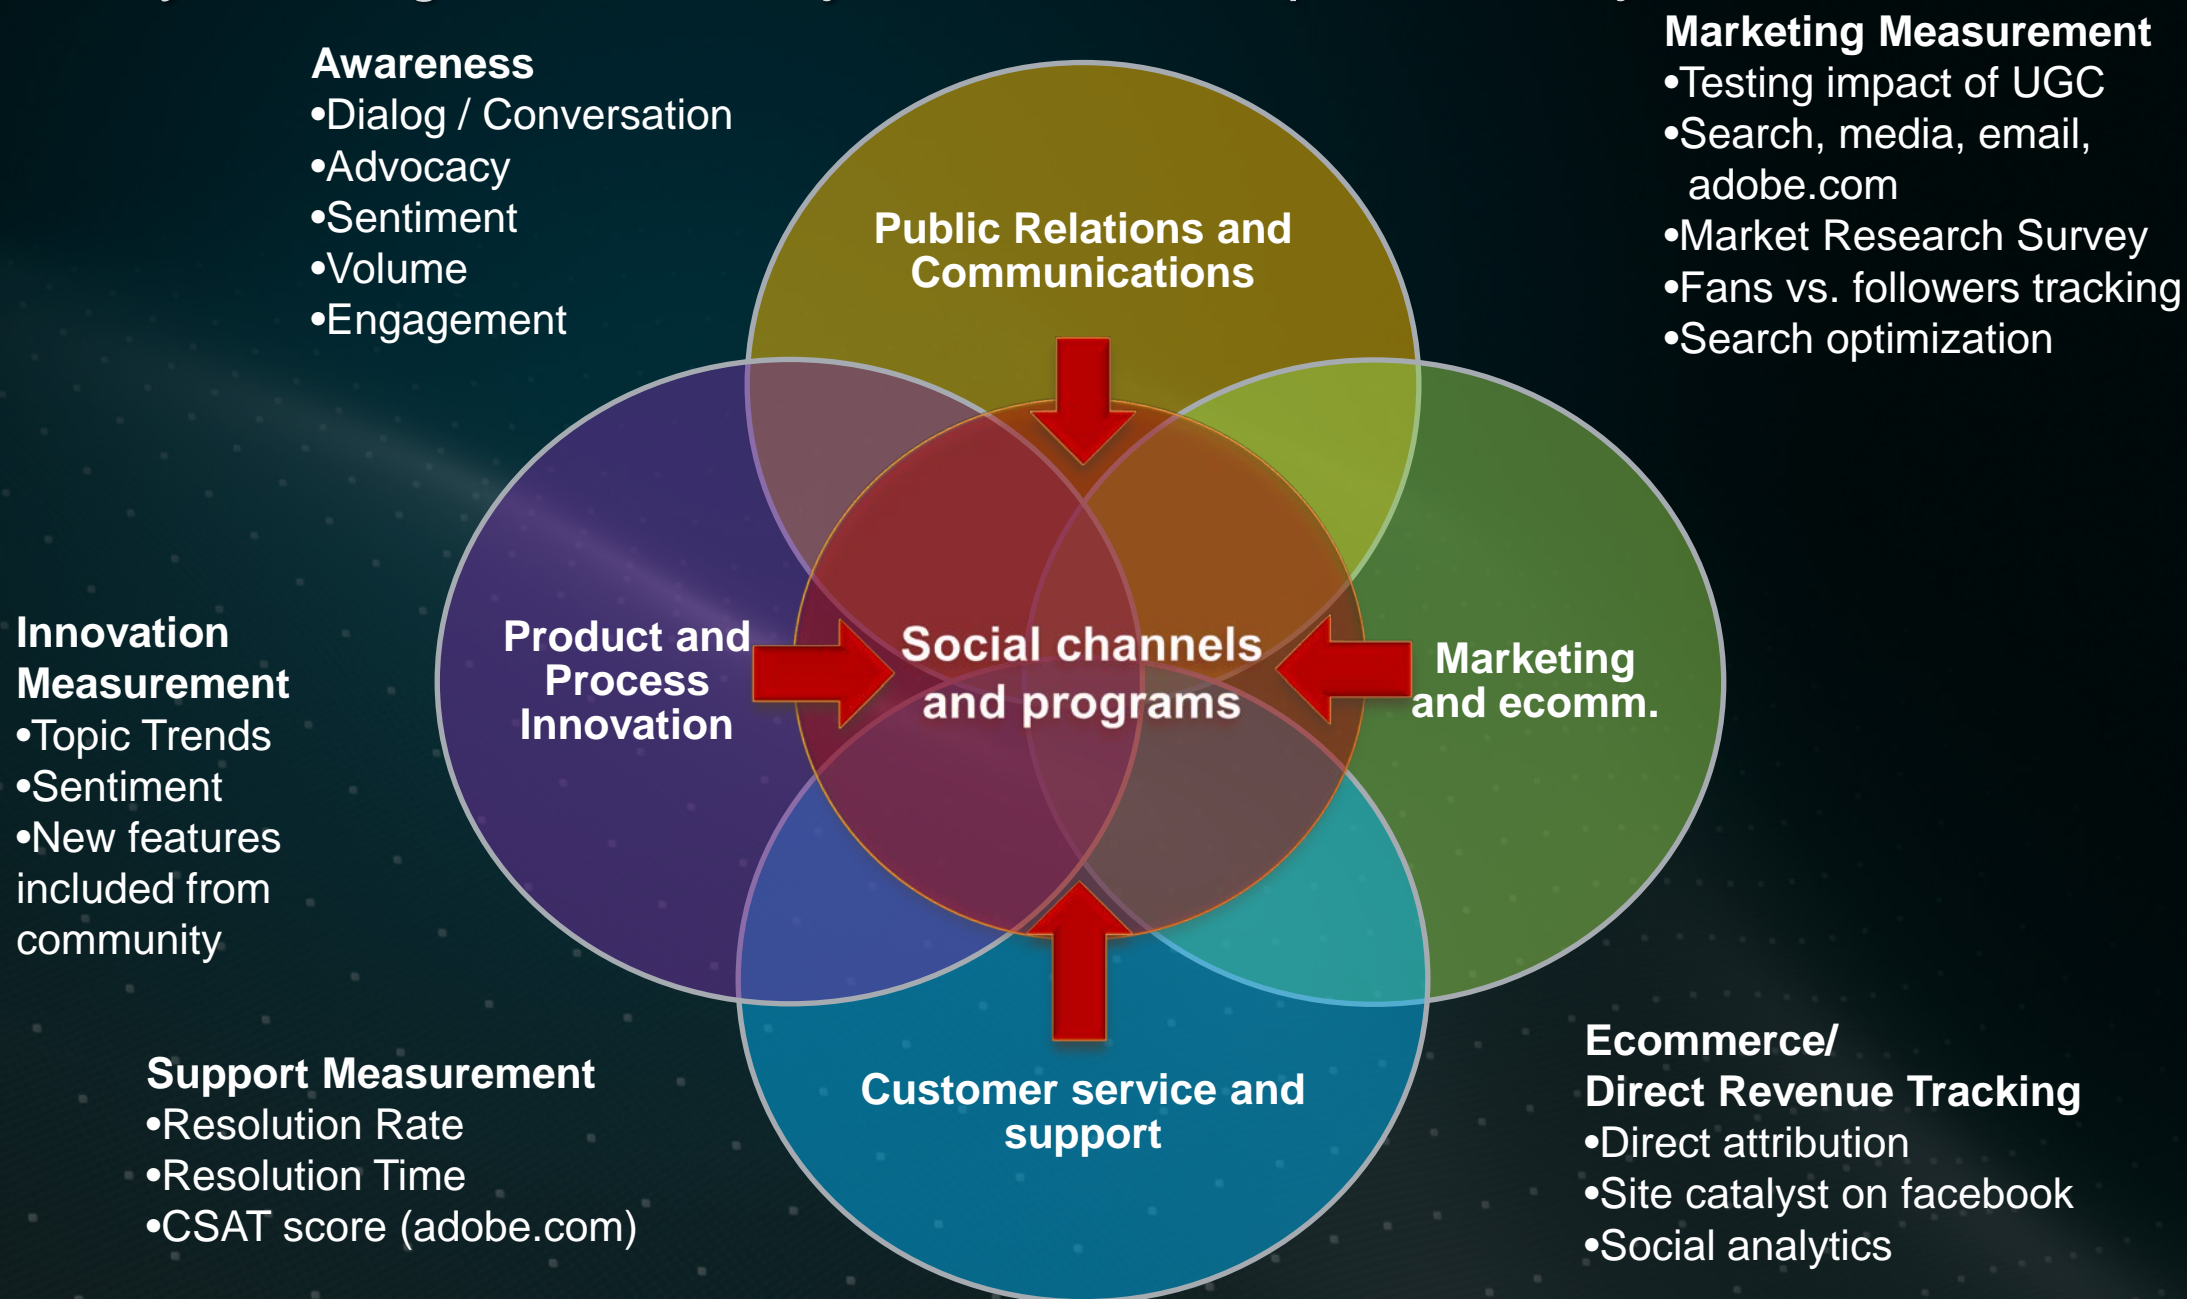 Awareness
•Dialog / Conversation
•Advocacy
•Sentiment
•Volume
•Engagement
Marketing Measurement
•Testing impact of UGC
•Search, media, email,
adobe.com
•Market Research Survey
•Fans vs. followers tracking
•Search optimization
Public Relations and
Communications
Innovation
Measurement
•Topic Trends
•Sentiment
•New features
included from
community
Product and
Process
Innovation
Social channels
and programs
Marketing
and ecomm.
Support Measurement
•Resolution Rate
•Resolution Time
•CSAT score (adobe.com)
Customer service and
support
Ecommerce/
Direct Revenue Tracking
•Direct attribution
•Site catalyst on facebook
•Social analytics